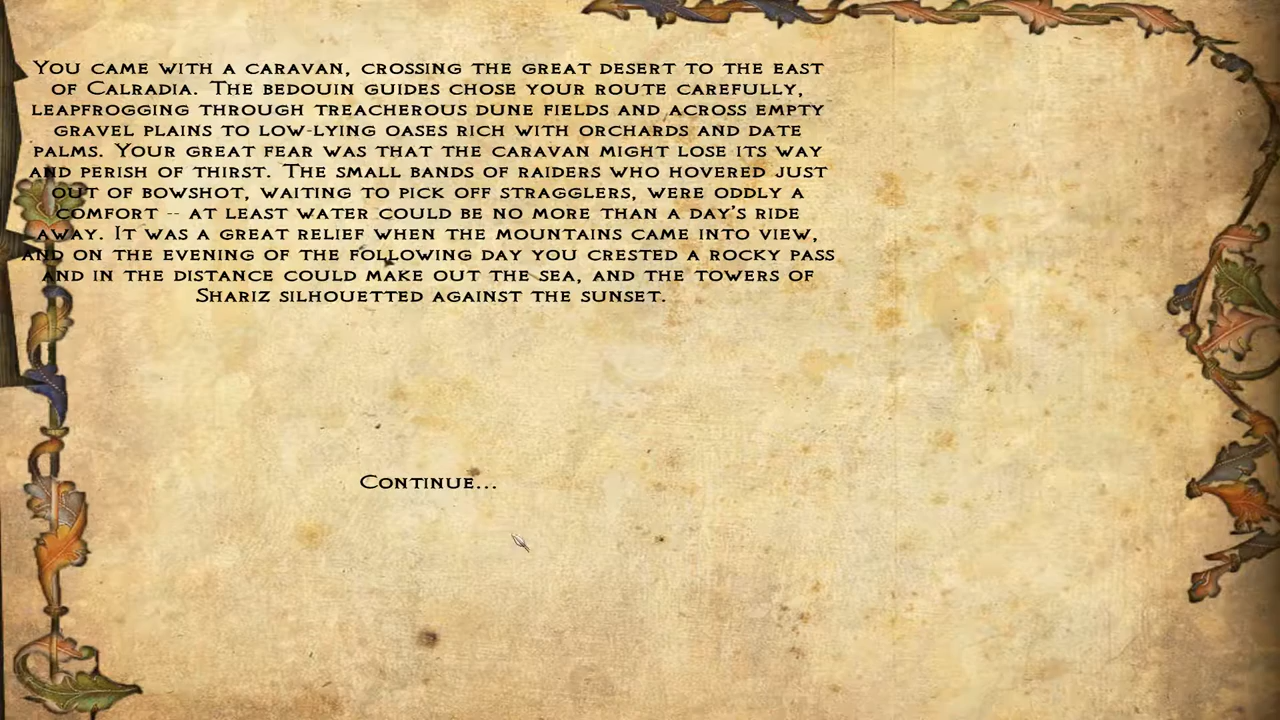 You came with a caravan, crossing the great desert to the east
of Calradia. The bedouin guides chose your route carefully,
leapfrogging through treacherous dune fields and across empty
gravel plains to low-lying oases rich with orchards and date
palms. Your great fear was that the caravan might lose its way
and perish of thirst. The small bands of raiders who hovered just
out of bowshot, waiting to pick off stragglers, were oddly a
comfort -- at least water could be no more than a day's ride
away. It was a great relief when the mountains came into view,
and on the evening of the following day you crested a rocky pass
and in the distance could make out the sea, and the towers of
Shariz silhouetted against the sunset.
Continue...